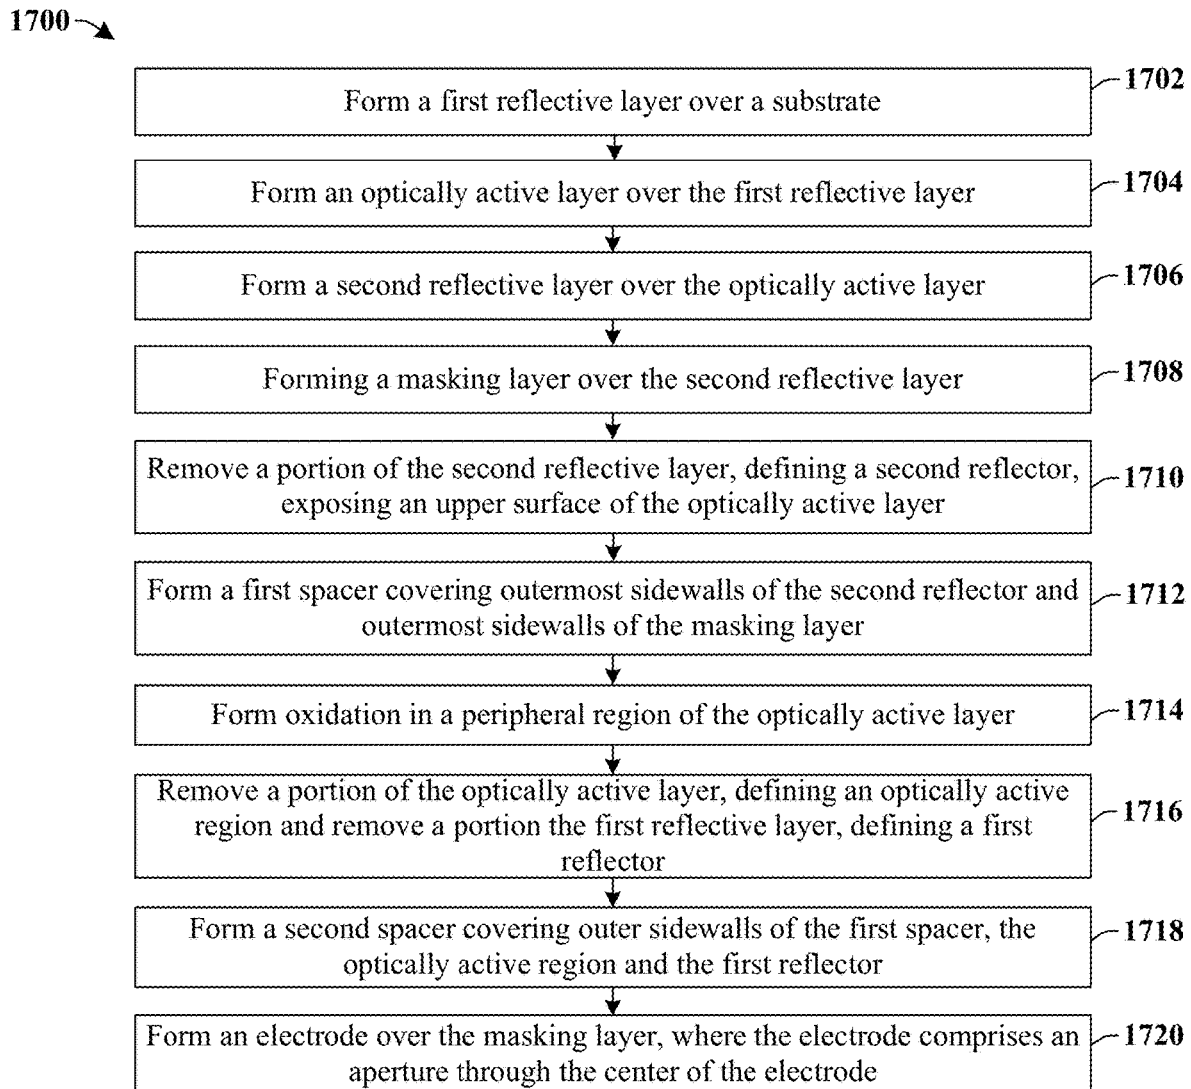 1700
Form a first reflective layer over a substrate
1702
Form an optically active layer over the first reflective layer
1704
Form a second reflective layer over the optically active layer
1706
Forming a masking layer over the second reflective layer
1708
Remove a portion of the second reflective layer, defining a second reflector,
exposing an upper surface of the optically active layer
1710
Form a first spacer covering outermost sidewalls of the second reflector and
outermost sidewalls of the masking layer
1712
Form oxidation in a peripheral region of the optically active layer
1714
Remove a portion of the optically active layer, defining an optically active
region and remove a portion the first reflective layer, defining a first
reflector
1716
Form a second spacer covering outer sidewalls of the first spacer, the
optically active region and the first reflector
1718
Form an electrode over the masking layer, where the electrode comprises an
aperture through the center of the electrode
1720